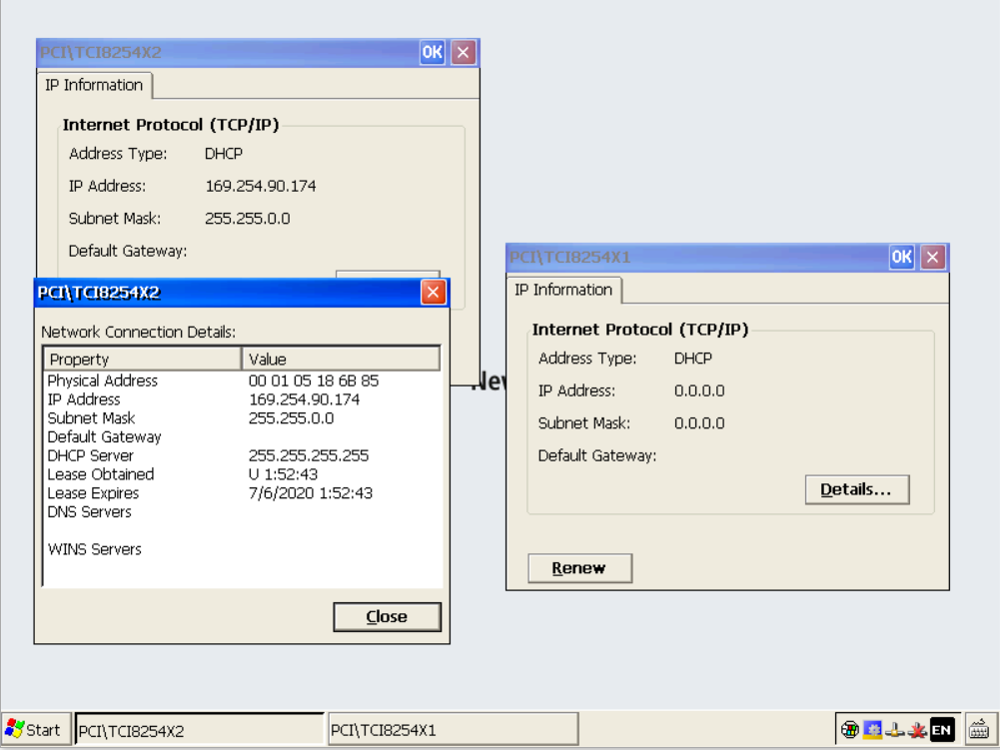 PCI\TCI8254X2
OK
IP Information
Internet Protocol (TCP/IP)
Address Type: DHCP
IP Address: 169.254.90.174
Subnet Mask: 255.255.0.0
Default Gateway:
PCI\TCI8254X2
Network Connection Details:
Property Value
Physical Address 00 01 05 18 6B 85
IP Address 169.254.90.174
Subnet Mask 255.255.0.0
Default Gateway
DHCP Server 255.255.255.255
Lease Obtained U 1:52:43
Lease Expires 7/6/2020 1:52:43
DNS Servers
WINS Servers
Close
PCI\TCI8254X1
OK
IP Information
Internet Protocol (TCP/IP)
Address Type: DHCP
IP Address: 0.0.0.0
Subnet Mask: 0.0.0.0
Default Gateway:
Details...
Renew
Start PCI\TCI8254X2 PCI\TCI8254X1 EN